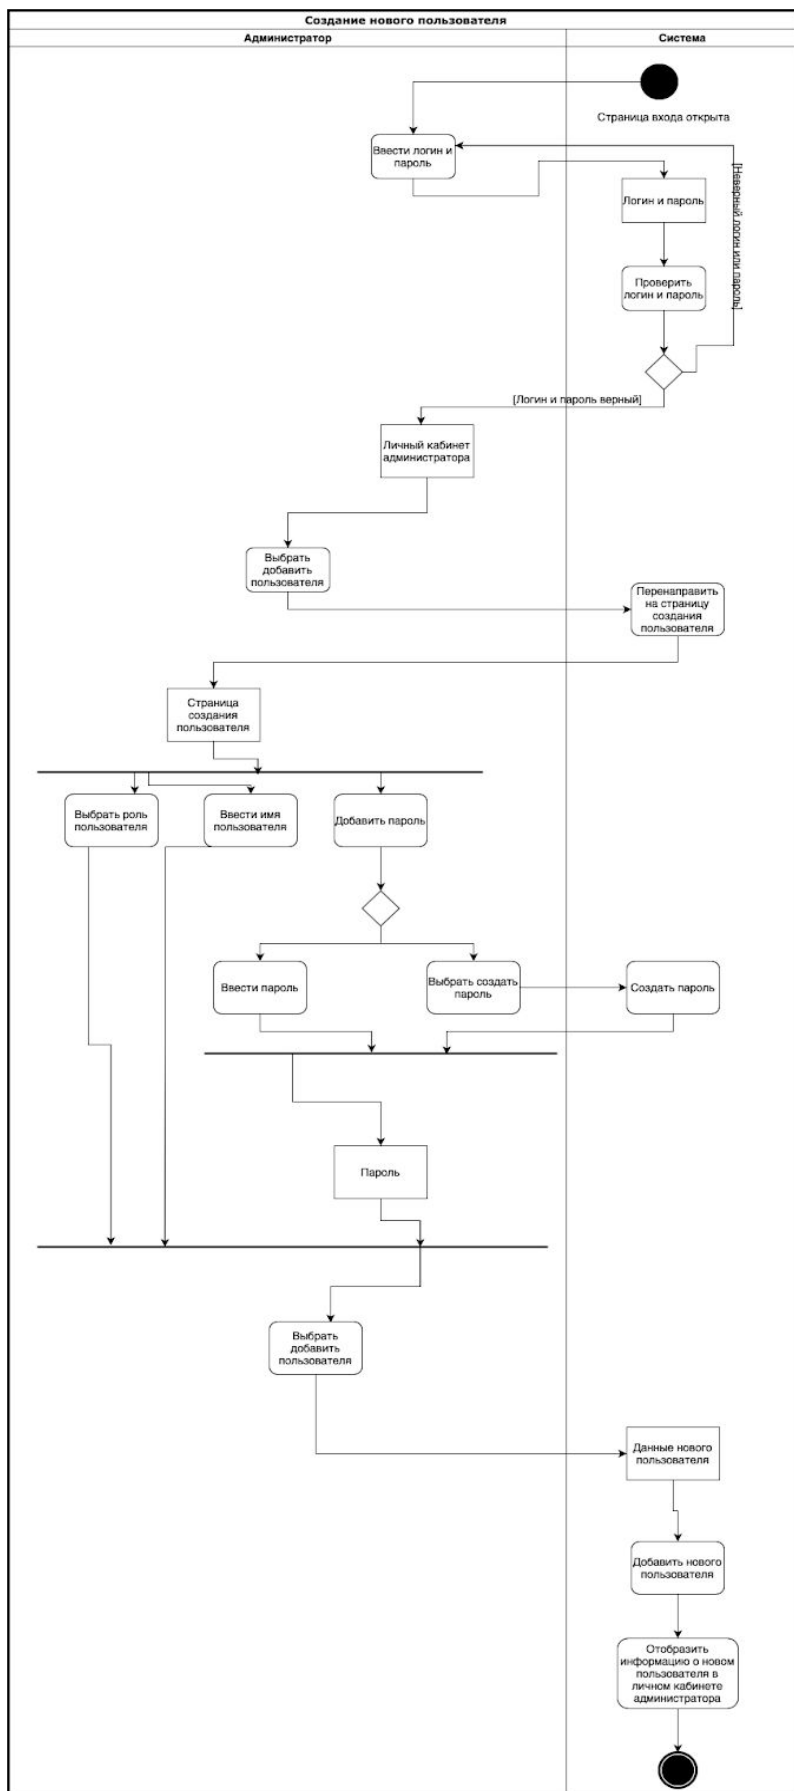 Создание нового пользователя
Администратор
Система
Страница входа открыта
Ввести логин и
пароль
[Неверный логин или пароль]
Логин и пароль
Проверить
логин и пароль
[Логин и пароль верный]
Личный кабинет
администратора
Выбрать
добавить
пользователя
Перенаправить
на страницу
создания
пользователя
Страница
создания
пользователя
Выбрать роль
пользователя
Ввести имя
пользователя
Добавить пароль
Ввести пароль
Выбрать создать
пароль
Создать пароль
Пароль
Выбрать
добавить
пользователя
Данные нового
пользователя
Добавить нового
пользователя
Отобразить
информацию о новом
пользователя в
личном кабинете
администратора